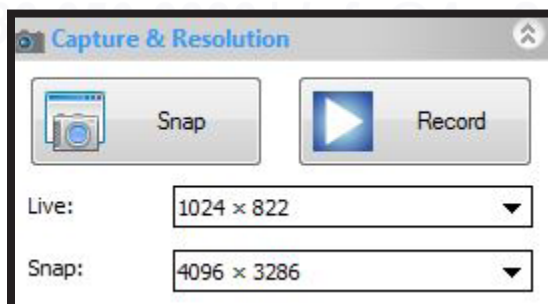 Capture & Resolution
Snap Record
Live: 1024 × 822
Snap: 4096 × 3286